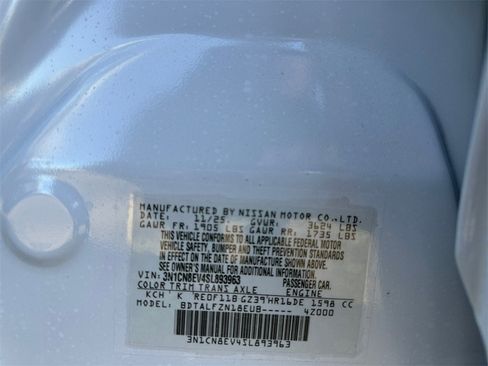 MANUFACTURED BY NISSAN MOTOR CO.,LTD.
DATE: 11/25 GVWR: 3624 LBS
GAWR FR: 1905 LBS GAWR RR: 1735 LBS
THIS VEHICLE CONFORMS TO ALL APPLICABLE FEDERAL MOTOR
VEHICLE SAFETY, BUMPER AND THEFT PREVENTION STANDARDS
IN EFFECT ON THE DATE OF MANUFACTURE SHOWN ABOVE.
SEE OWNER'S MANUAL FOR ADDITIONAL INFORMATION.
VIN: 3N1CN8EV4SL893963 PASSENGER CAR.
COLOR TRIM TRANS AXLE ENGINE
KCH K RE0F11B GZ39 HR16DE 1598 CC
MODEL: BDTALFZN18EUB----- 4Z000
3N1CN8EV4SL893963